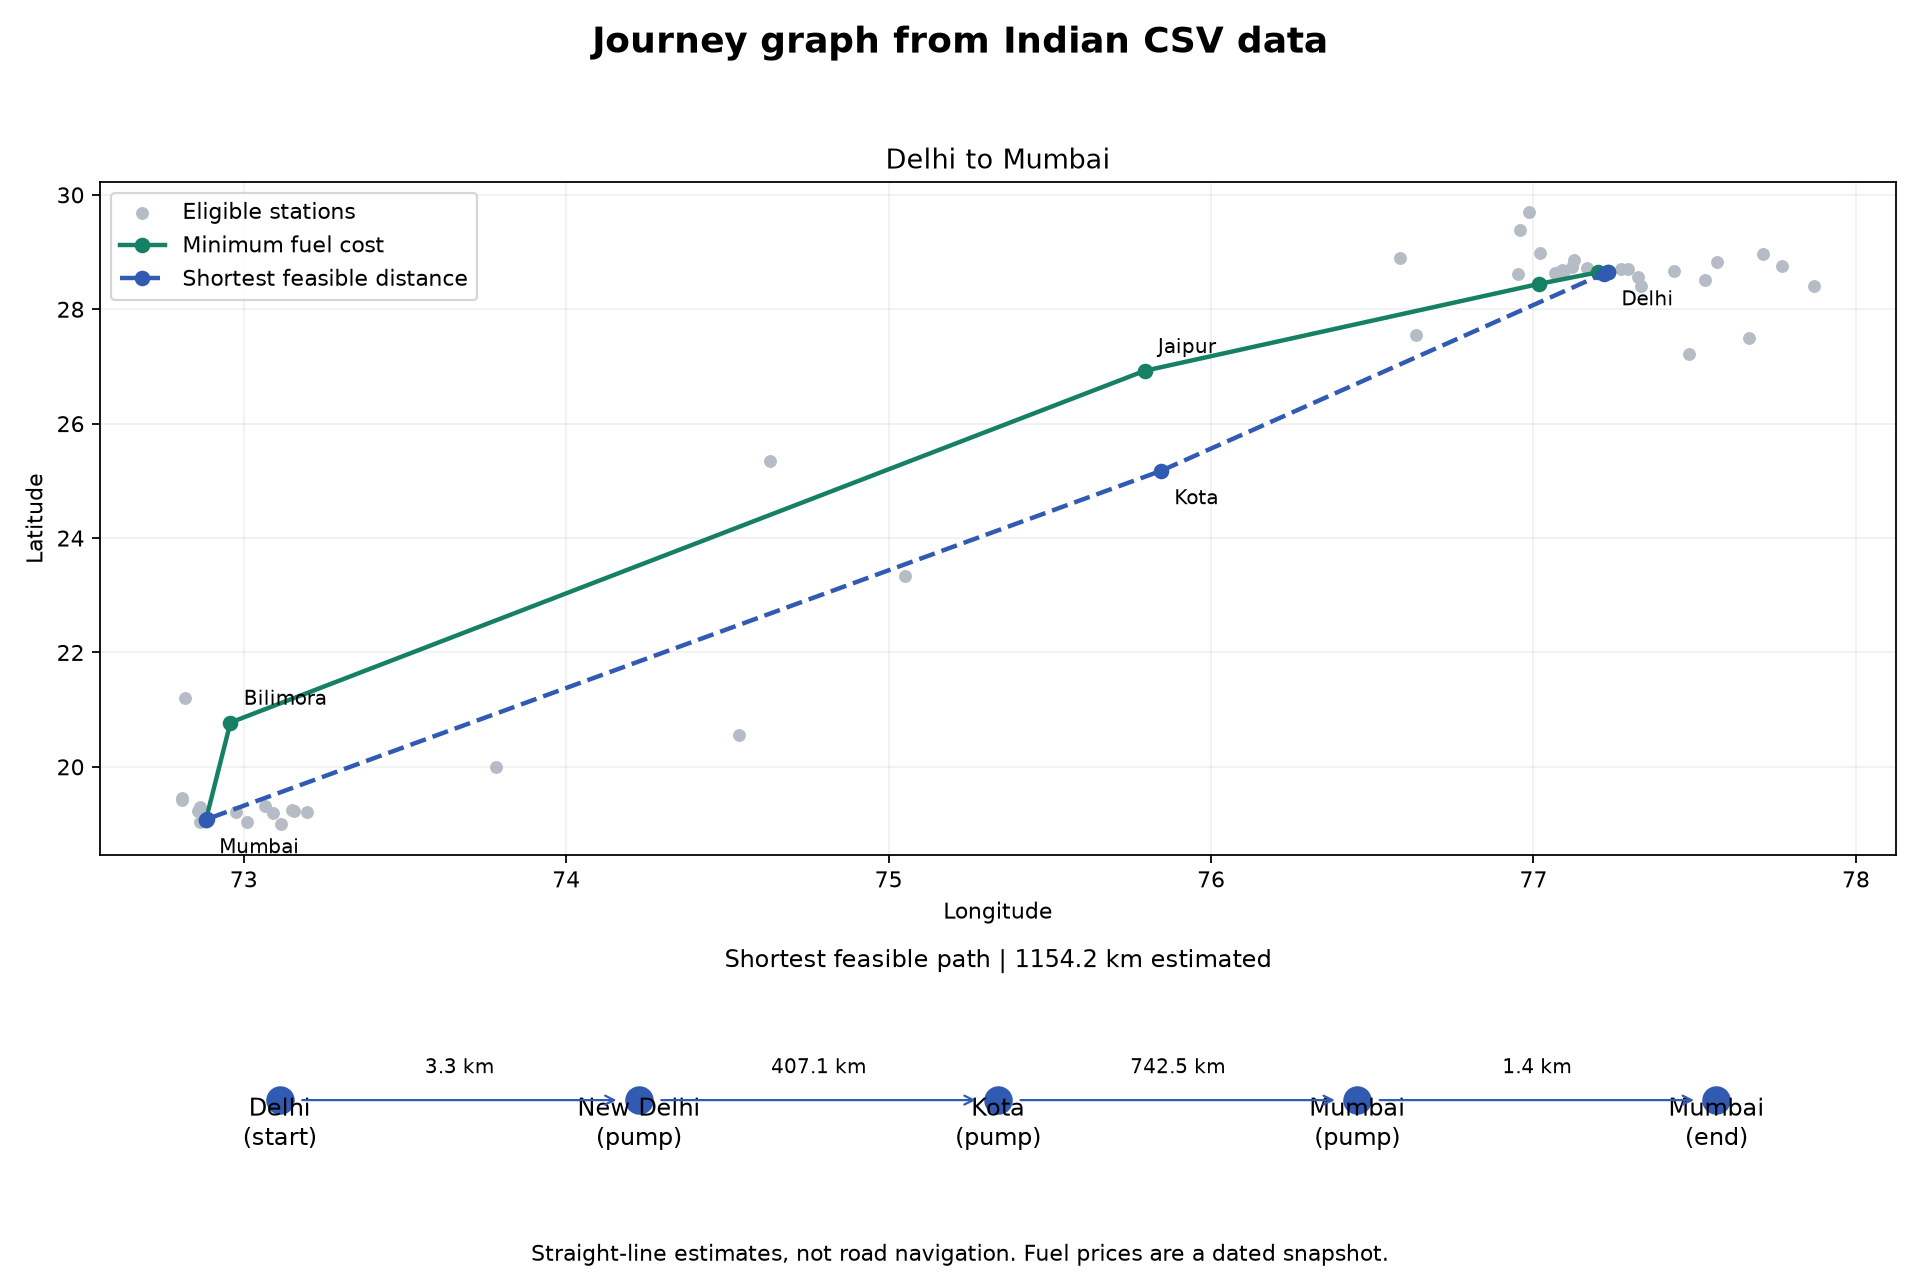 Journey graph from Indian CSV data
Delhi to Mumbai
Eligible stations
Minimum fuel cost
Shortest feasible distance
30
28
26
24
22
20
Latitude
Delhi
Jaipur
Kota
Bilimora
Mumbai
73
74
75
76
77
78
Longitude
Shortest feasible path | 1154.2 km estimated
3.3 km
407.1 km
742.5 km
1.4 km
Delhi
(start)
New Delhi
(pump)
Kota
(pump)
Mumbai
(pump)
Mumbai
(end)
Straight-line estimates, not road navigation. Fuel prices are a dated snapshot.